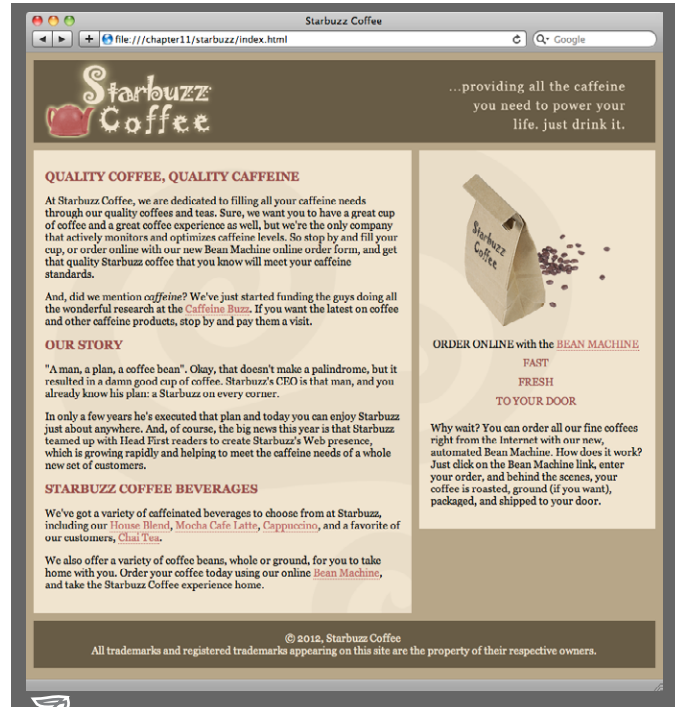 Starbuzz Coffee
file:///chapter11/starbuzz/index.html
Google
Starbuzz
Coffee
...providing all the caffeine
you need to power your
life. just drink it.
QUALITY COFFEE, QUALITY CAFFEINE
At Starbuzz Coffee, we are dedicated to filling all your caffeine needs
through our quality coffees and teas. Sure, we want you to have a great cup
of coffee and a great coffee experience as well, but we're the only company
that actively monitors and optimizes caffeine levels. So stop by and fill your
cup, or order online with our new Bean Machine online order form, and get
that quality Starbuzz coffee that you know will meet your caffeine
standards.
And, did we mention caffeine? We've just started funding the guys doing all
the wonderful research at the Caffeine Buzz. If you want the latest on coffee
and other caffeine products, stop by and pay them a visit.
OUR STORY
"A man, a plan, a coffee bean". Okay, that doesn't make a palindrome, but it
resulted in a damn good cup of coffee. Starbuzz's CEO is that man, and you
already know his plan: a Starbuzz on every corner.
In only a few years he's executed that plan and today you can enjoy Starbuzz
just about anywhere. And, of course, the big news this year is that Starbuzz
teamed up with Head First readers to create Starbuzz's Web presence,
which is growing rapidly and helping to meet the caffeine needs of a whole
new set of customers.
STARBUZZ COFFEE BEVERAGES
We've got a variety of caffeinated beverages to choose from at Starbuzz,
including our House Blend, Mocha Cafe Latte, Cappuccino, and a favorite of
our customers, Chai Tea.
We also offer a variety of coffee beans, whole or ground, for you to take
home with you. Order your coffee today using our online Bean Machine,
and take the Starbuzz Coffee experience home.
Starbuzz
Coffee
ORDER ONLINE with the BEAN MACHINE
FAST
FRESH
TO YOUR DOOR
Why wait? You can order all our fine coffees
right from the Internet with our new,
automated Bean Machine. How does it work?
Just click on the Bean Machine link, enter
your order, and behind the scenes, your
coffee is roasted, ground (if you want),
packaged, and shipped to your door.
© 2012, Starbuzz Coffee
All trademarks and registered trademarks appearing on this site are the property of their respective owners.